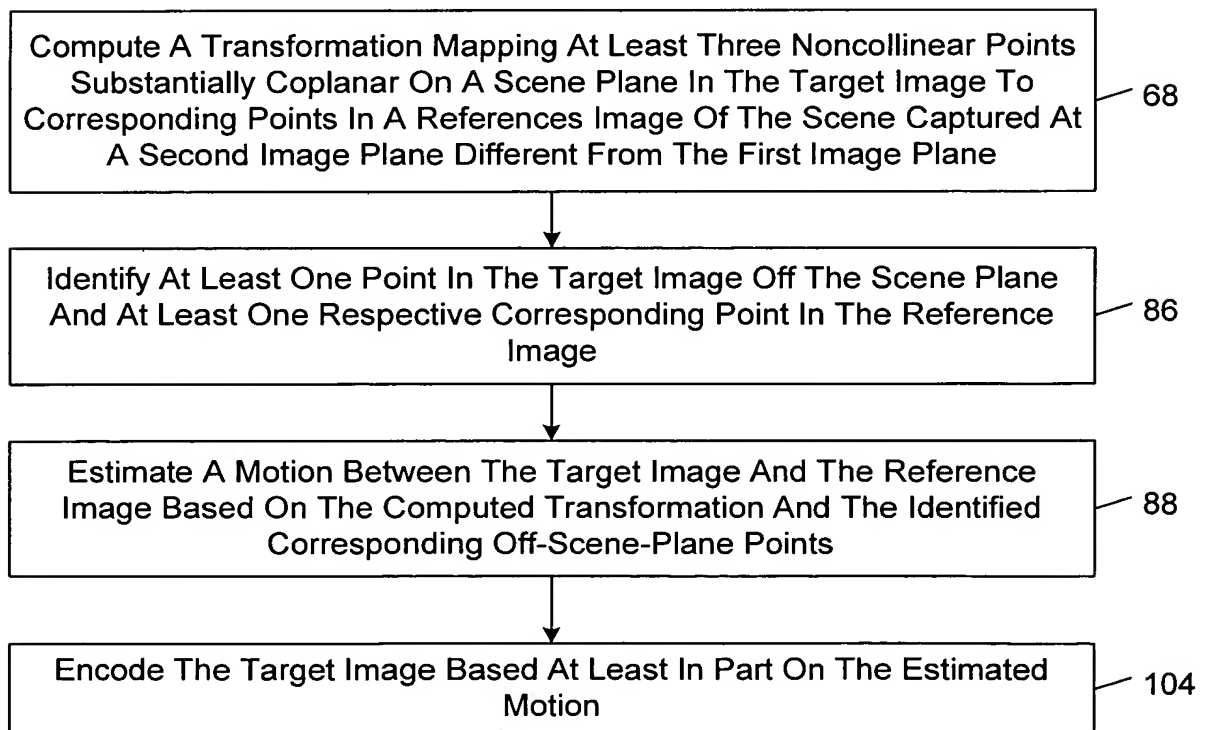 Compute A Transformation Mapping At Least Three Noncollinear Points
Substantially Coplanar On A Scene Plane In The Target Image To
Corresponding Points In A References Image Of The Scene Captured At
A Second Image Plane Different From The First Image Plane
68
Identify At Least One Point In The Target Image Off The Scene Plane
And At Least One Respective Corresponding Point In The Reference
Image
86
Estimate A Motion Between The Target Image And The Reference
Image Based On The Computed Transformation And The Identified
Corresponding Off-Scene-Plane Points
88
Encode The Target Image Based At Least In Part On The Estimated
Motion
104